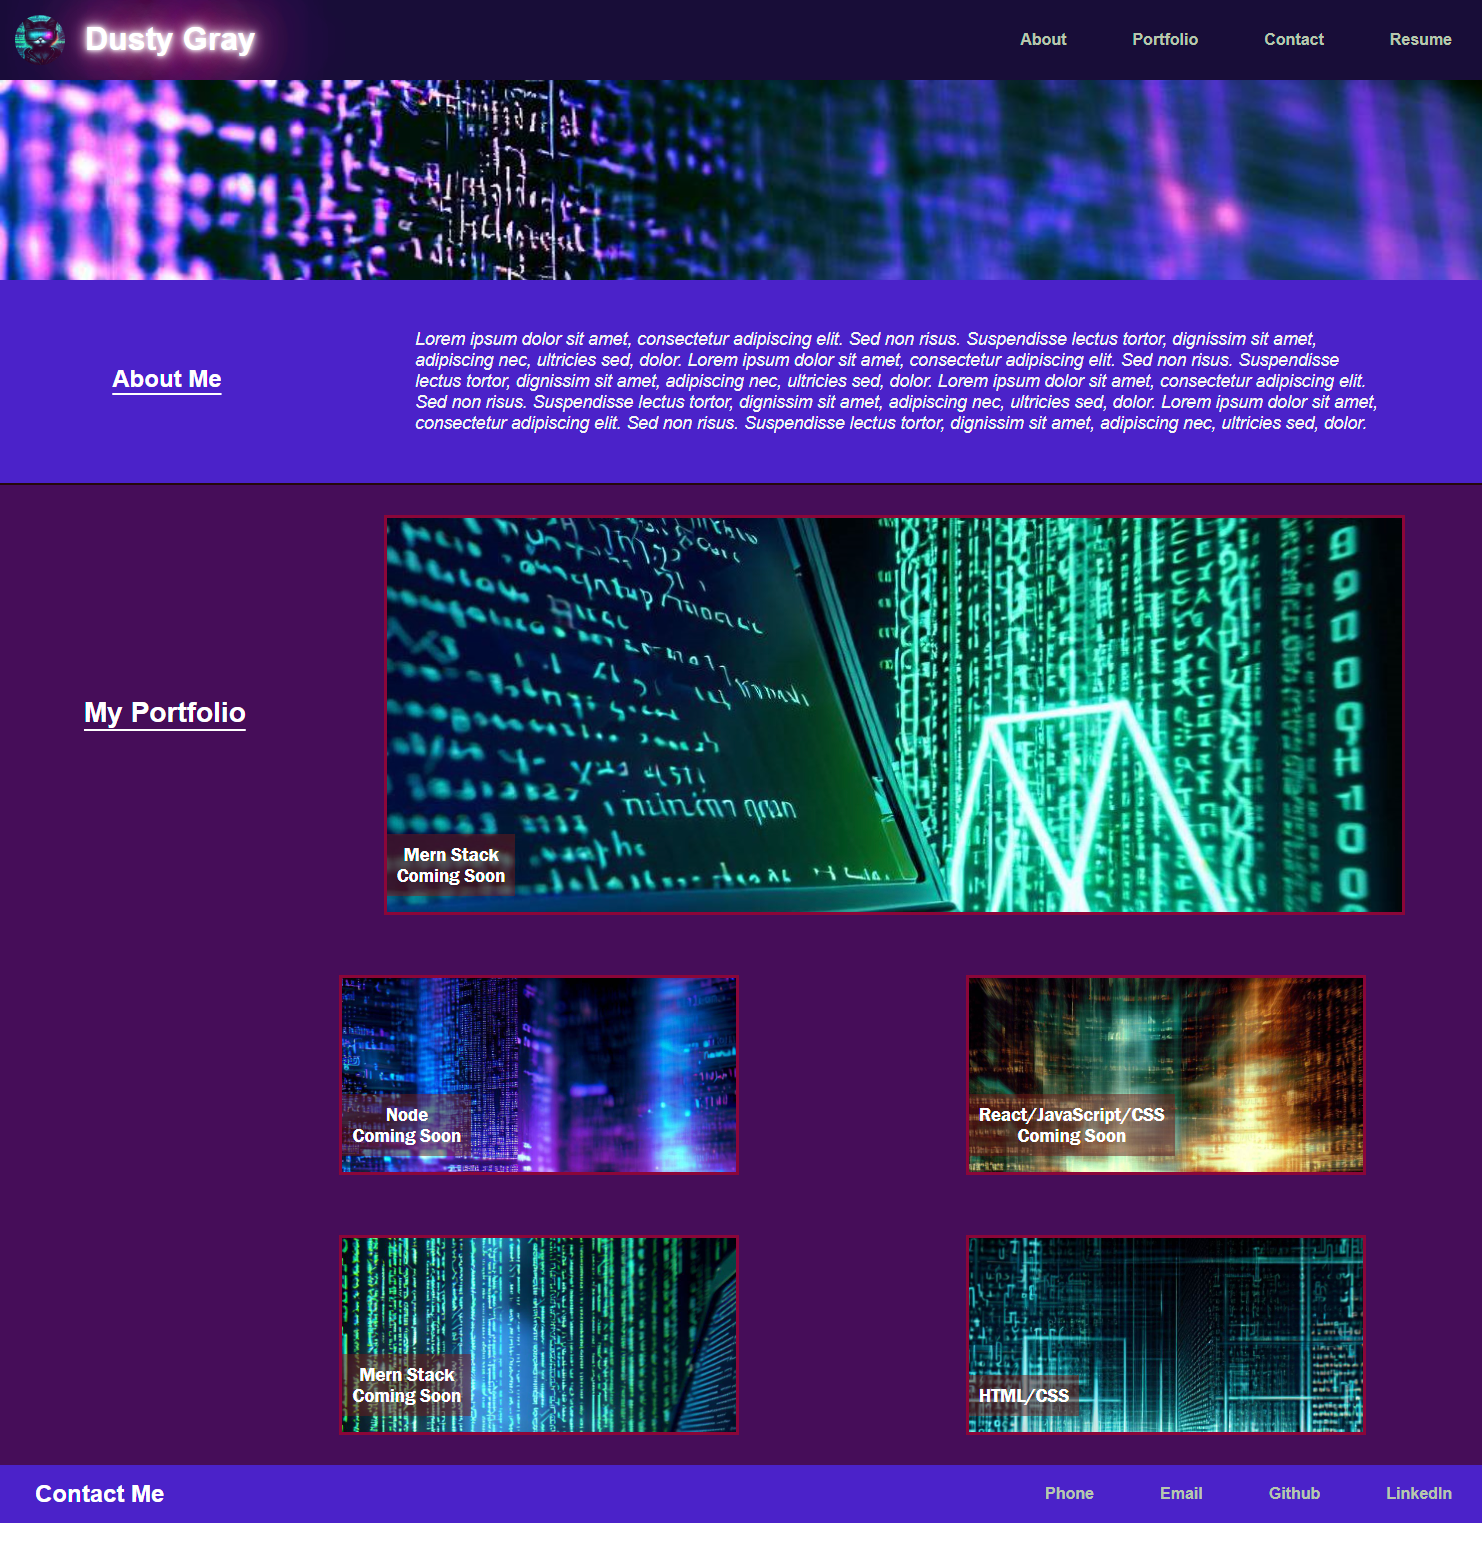 Dusty Gray
About
Portfolio
Contact
Resume
About Me
Lorem ipsum dolor sit amet, consectetur adipiscing elit. Sed non risus. Suspendisse lectus tortor, dignissim sit amet,
adipiscing nec, ultricies sed, dolor. Lorem ipsum dolor sit amet, consectetur adipiscing elit. Sed non risus. Suspendisse
lectus tortor, dignissim sit amet, adipiscing nec, ultricies sed, dolor. Lorem ipsum dolor sit amet, consectetur adipiscing elit.
Sed non risus. Suspendisse lectus tortor, dignissim sit amet, adipiscing nec, ultricies sed, dolor. Lorem ipsum dolor sit amet,
consectetur adipiscing elit. Sed non risus. Suspendisse lectus tortor, dignissim sit amet, adipiscing nec, ultricies sed, dolor.
My Portfolio
Mern Stack
Coming Soon
Node
Coming Soon
React/JavaScript/CSS
Coming Soon
Mern Stack
Coming Soon
HTML/CSS
Contact Me
Phone
Email
Github
LinkedIn